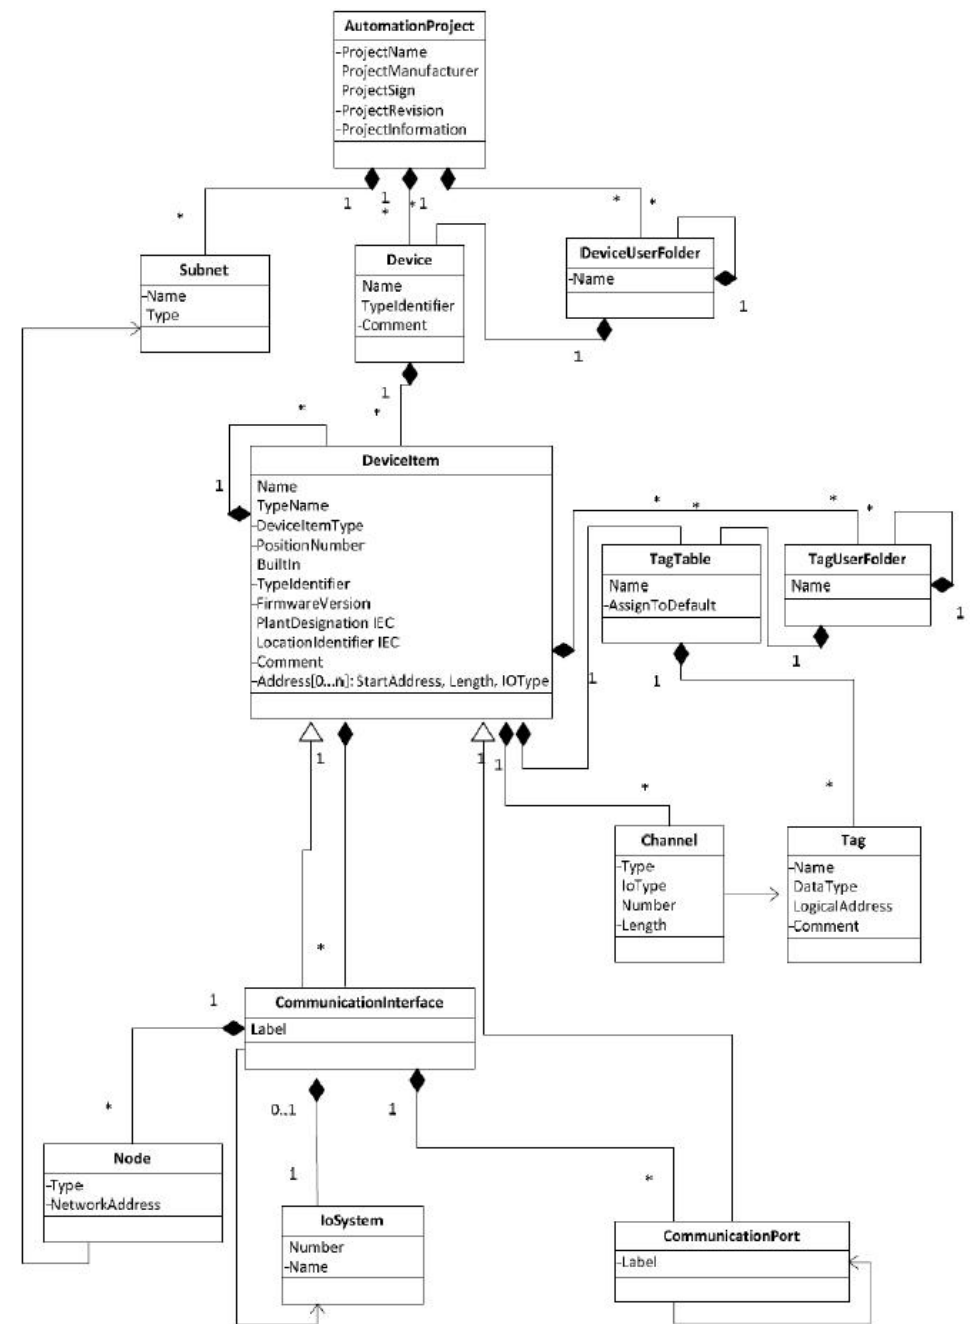 AutomationProject
-ProjectName
ProjectManufacturer
ProjectSign
-ProjectRevision
-ProjectInformation
1
1
*
*
1
*
*
*
Subnet
-Name
Type
Device
Name
TypeIdentifier
-Comment
DeviceUserFolder
-Name
1
1
1
*
*
1
DeviceItem
Name
TypeName
-DeviceItemType
-PositionNumber
BuiltIn
-TypeIdentifier
-FirmwareVersion
PlantDesignation IEC
LocationIdentifier IEC
-Comment
-Address[0...n]: StartAddress, Length, IOType
*
*
*
*
TagTable
Name
-AssignToDefault
TagUserFolder
Name
1
1
1
1
1
1
1
*
*
Channel
-Type
IoType
Number
-Length
Tag
-Name
DataType
LogicalAddress
-Comment
*
1
CommunicationInterface
Label
*
0..1
1
1
*
Node
-Type
-NetworkAddress
IoSystem
Number
-Name
CommunicationPort
-Label